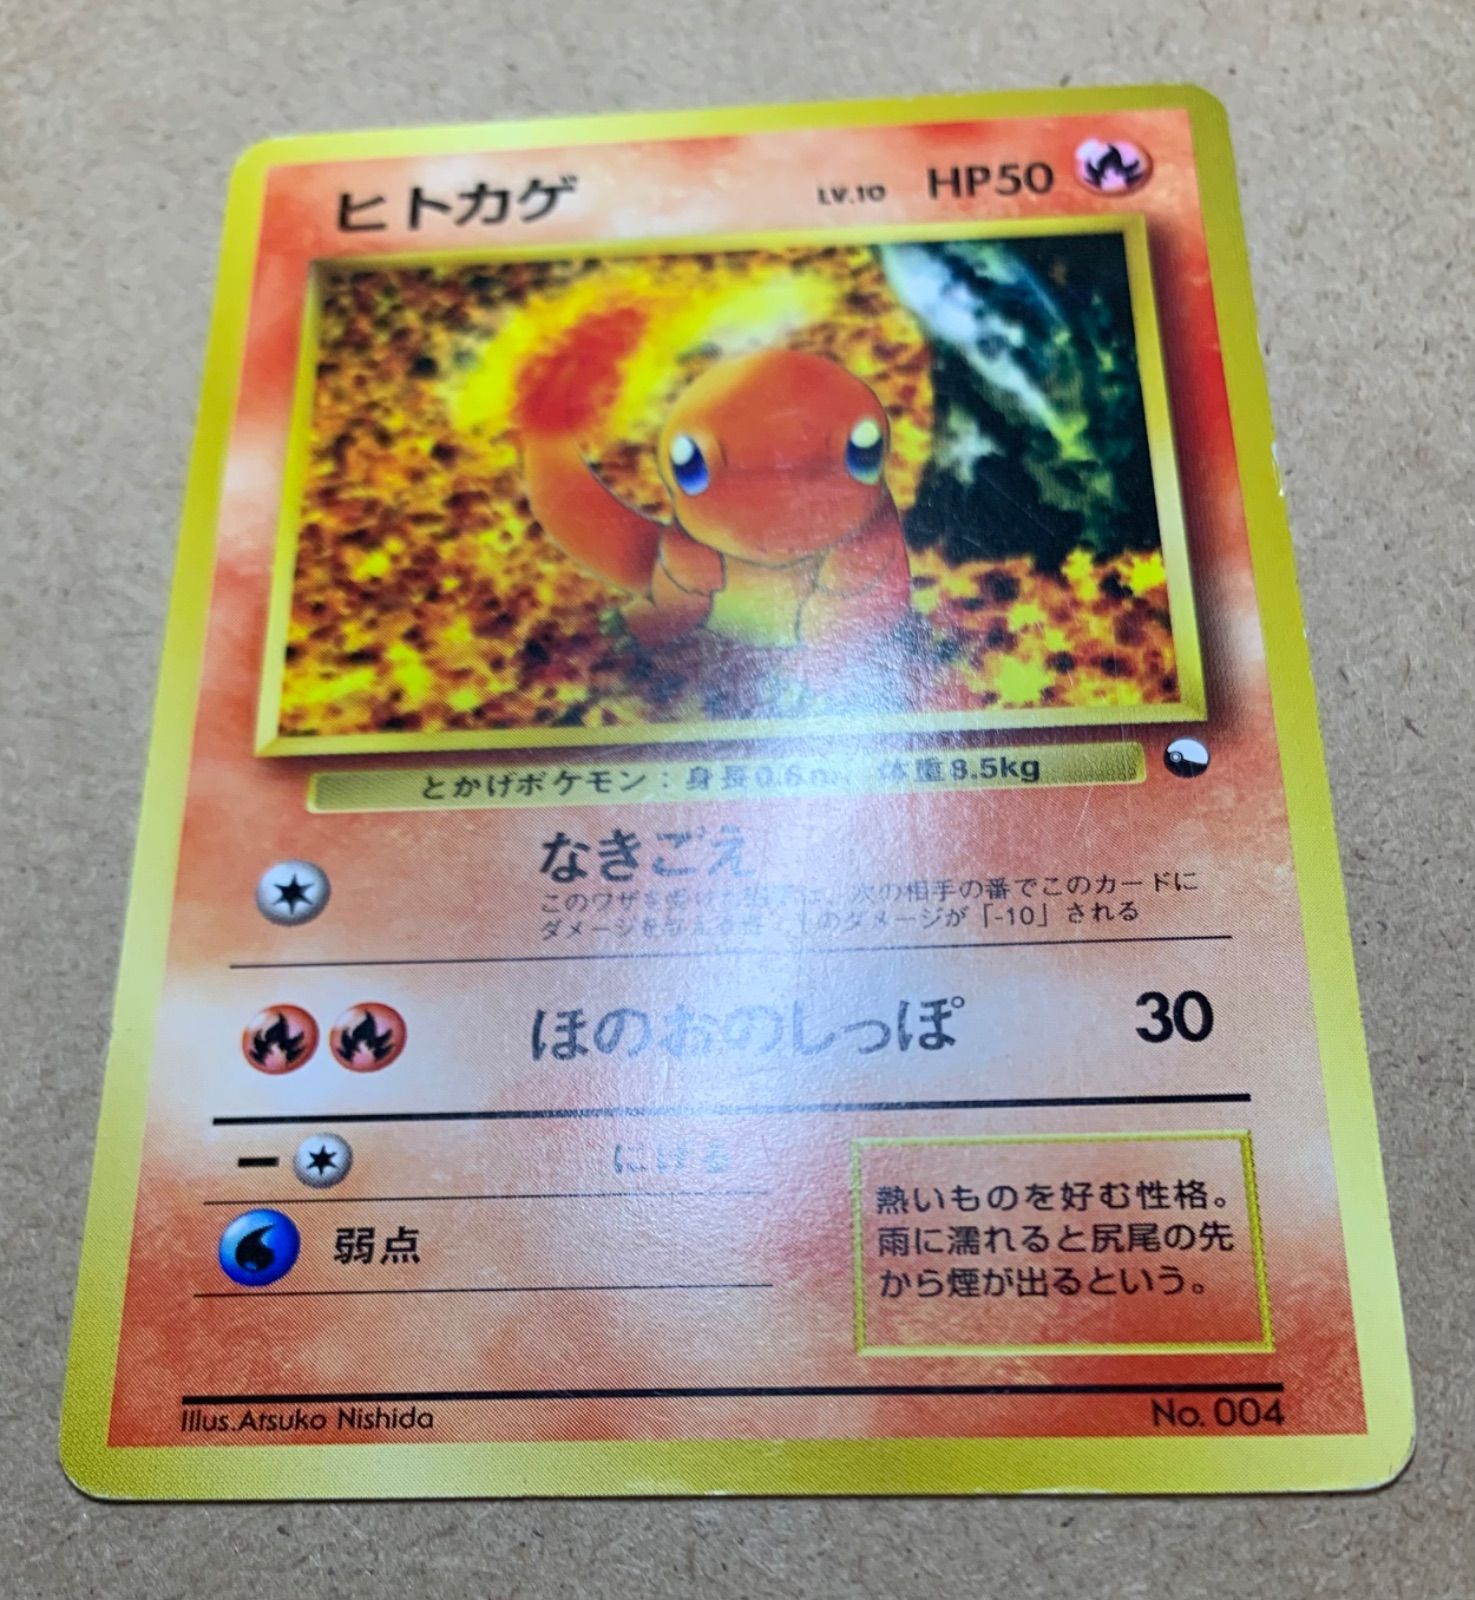 ヒトカゲ LV.10 HP50
とかげポケモン：身長0.6m 体重8.5kg
なきごえ
このワザを受けた相手は、次の相手の番でこのカードに
ダメージを与える時、そのダメージが「-10」される
ほのおのしっぽ 30
− にげる
弱点
熱いものを好む性格。
雨に濡れると尻尾の先
から煙が出るという。
Illus.Atsuko Nishida No. 004